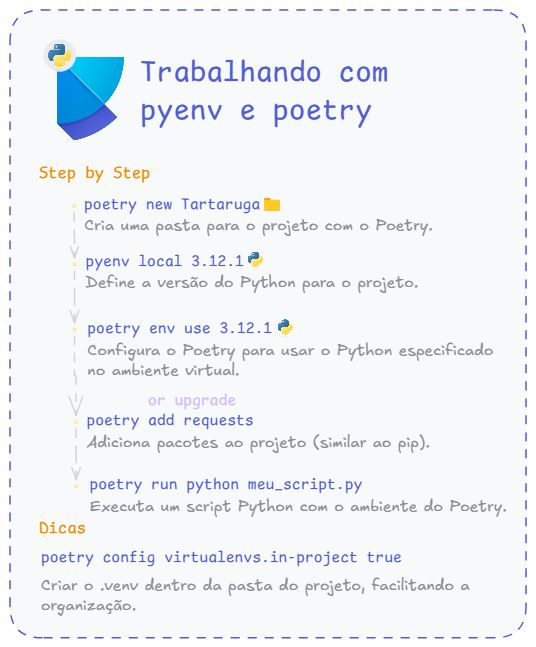 Trabalhando com
pyenv e poetry
Step by Step
poetry new Tartaruga
Cria uma pasta para o projeto com o Poetry.
pyenv local 3.12.1
Define a versão do Python para o projeto.
poetry env use 3.12.1
Configura o Poetry para usar o Python especificado
no ambiente virtual.
or upgrade
poetry add requests
Adiciona pacotes ao projeto (similar ao pip).
poetry run python meu_script.py
Executa um script Python com o ambiente do Poetry.
Dicas
poetry config virtualenvs.in-project true
Criar o .venv dentro da pasta do projeto, facilitando a
organização.